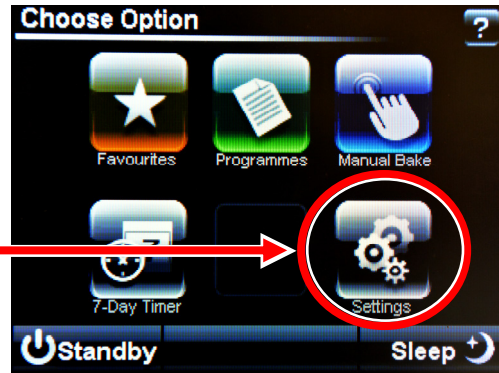 Choose Option
?
Favourites Programmes Manual Bake
7-Day Timer Settings
Standby Sleep